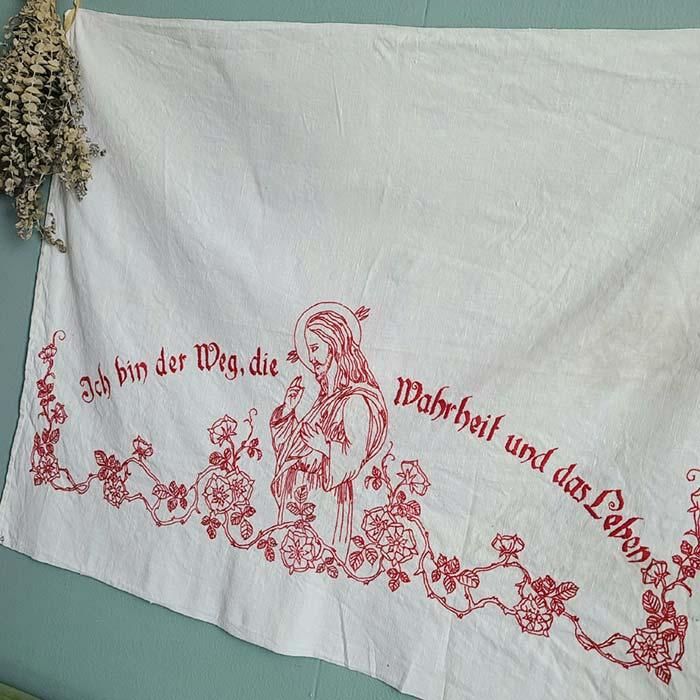 Ich bin der Weg, die Wahrheit und das Leben